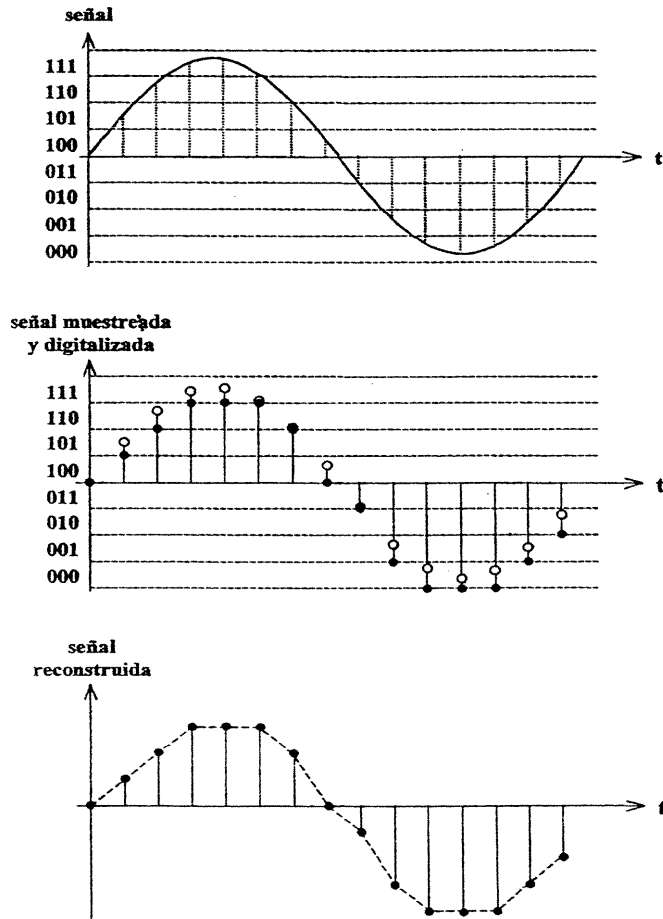 señal
111
110
101
100
011
010
001
000
t
señal muestreada
y digitalizada
111
110
101
100
011
010
001
000
t
señal
reconstruida
t